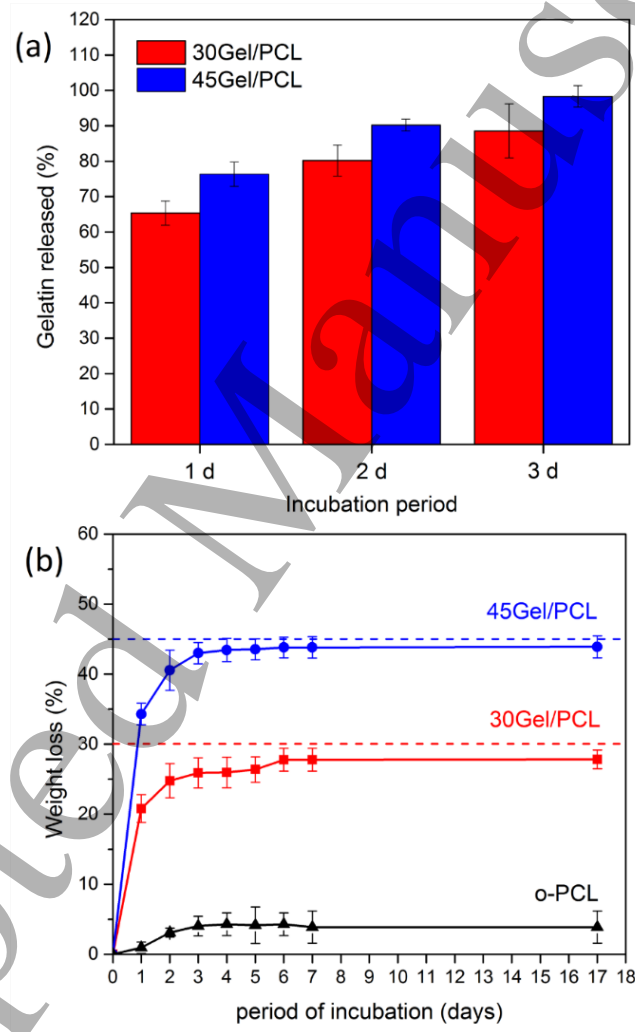 (a)
120
110
100
90
80
70
60
50
40
30
20
10
0
Gelatin released (%)
30Gel/PCL
45Gel/PCL
1 d 2 d 3 d
Incubation period
(b)
60
50
40
30
20
10
0
Weight loss (%)
45Gel/PCL
30Gel/PCL
o-PCL
0 1 2 3 4 5 6 7 8 9 10 11 12 13 14 15 16 17 18
period of incubation (days)
pted Manusc